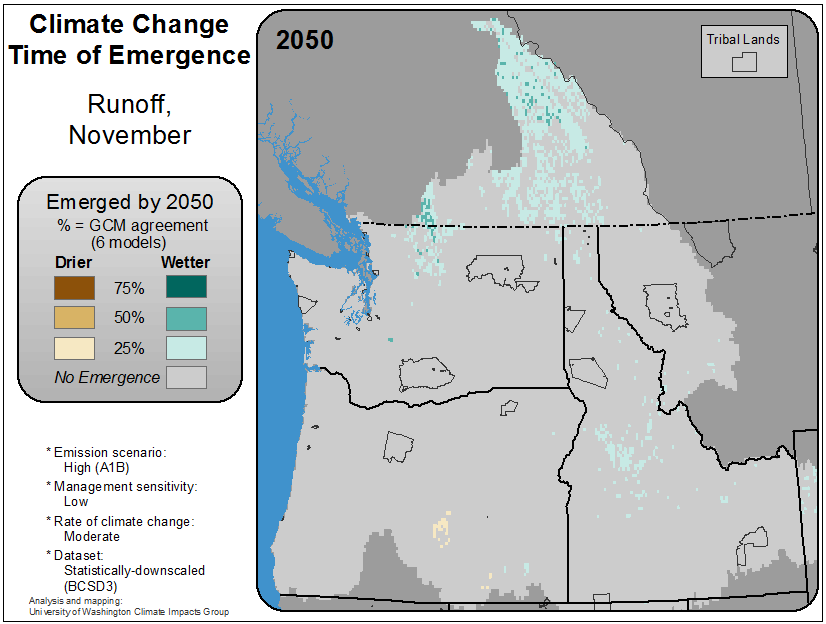 Climate Change
Time of Emergence
Runoff,
November
Emerged by 2050
% = GCM agreement
(6 models)
Drier Wetter
75%
50%
25%
No Emergence
* Emission scenario:
High (A1B)
* Management sensitivity:
Low
* Rate of climate change:
Moderate
* Dataset:
Statistically-downscaled
(BCSD3)
Analysis and mapping:
University of Washington Climate Impacts Group
2050
Tribal Lands